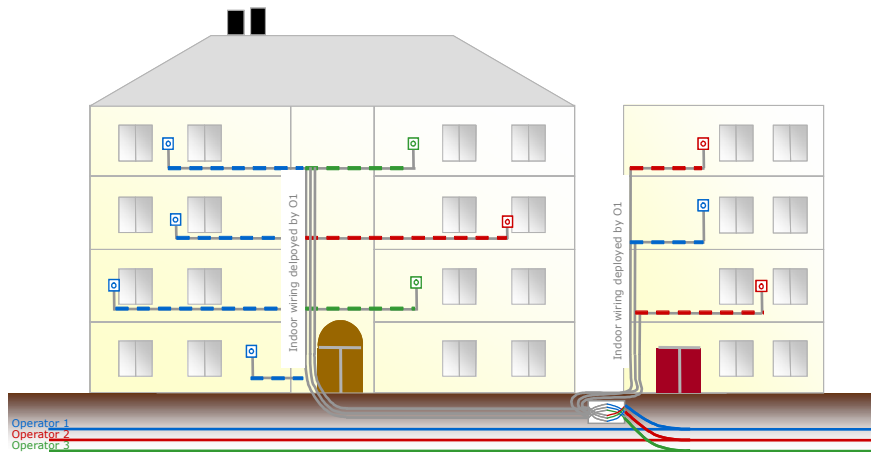 Indoor wiring delpoyed by O1
Indoor wiring deployed by O1
Operator 1
Operator 2
Operator 3